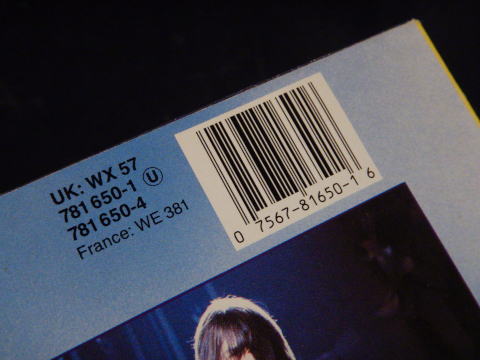 UK: WX 57
781 650-1 U
781 650-4
France: WE 381
0 7567-81650-1 6